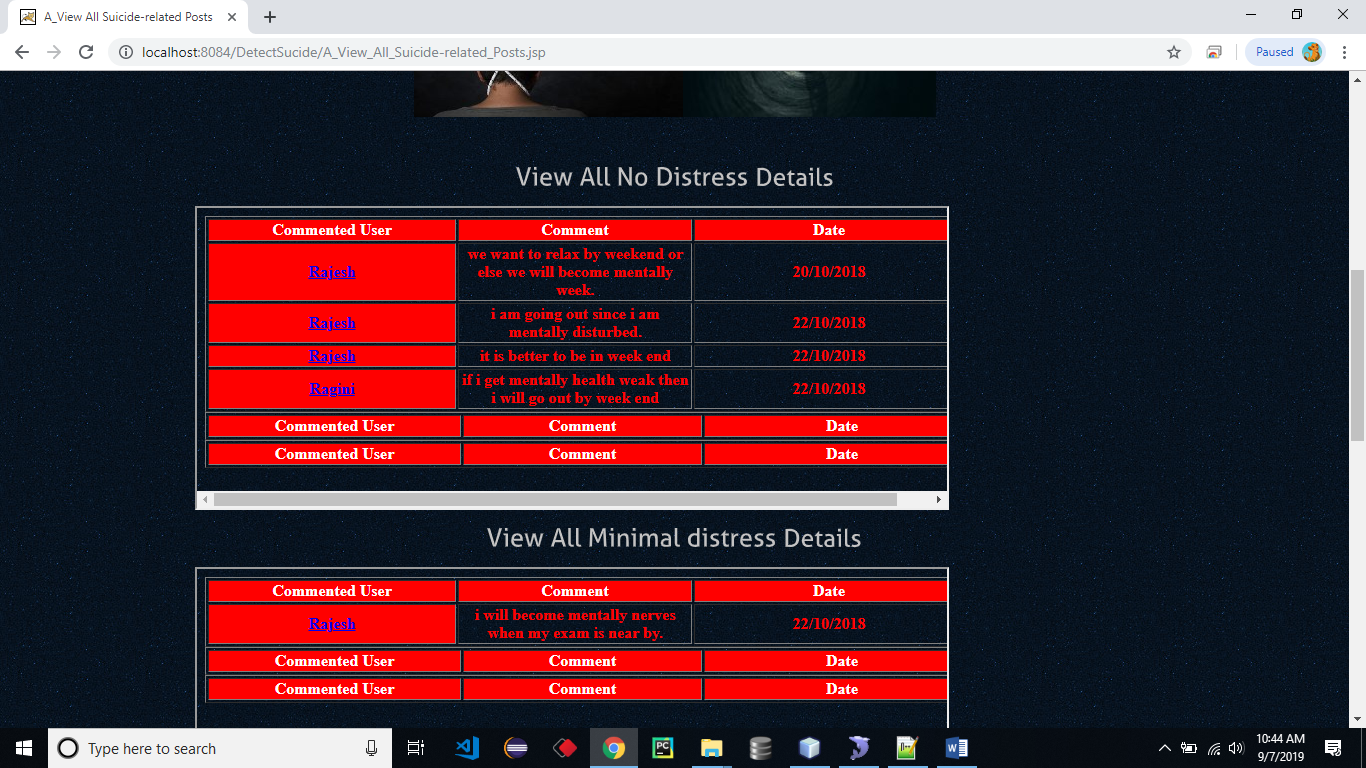 A_View All Suicide-related Posts
localhost:8084/DetectSucide/A_View_All_Suicide-related_Posts.jsp
Paused
View All No Distress Details
Commented User Comment Date
Rajesh we want to relax by weekend or else we will become mentally week. 20/10/2018
Rajesh i am going out since i am mentally disturbed. 22/10/2018
Rajesh it is better to be in week end 22/10/2018
Ragini if i get mentally health weak then i will go out by week end 22/10/2018
Commented User Comment Date
Commented User Comment Date
View All Minimal distress Details
Commented User Comment Date
Rajesh i will become mentally nerves when my exam is near by. 22/10/2018
Commented User Comment Date
Commented User Comment Date
Type here to search
PC
10:44 AM
9/7/2019